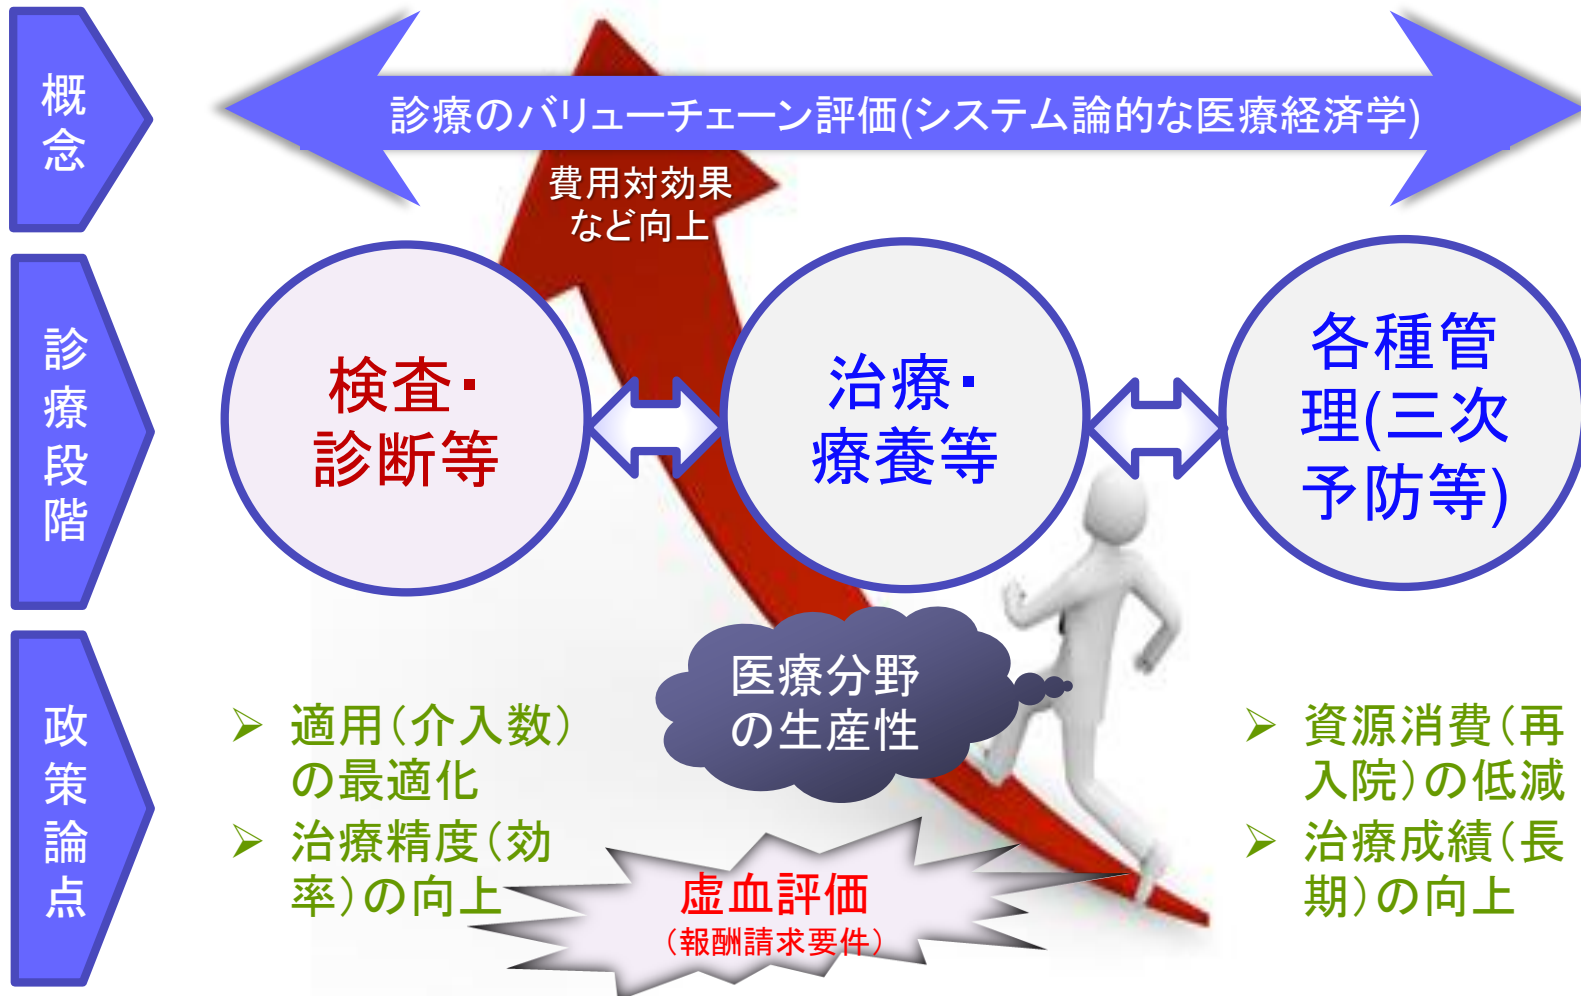 概念
診療のバリューチェーン評価(システム論的な医療経済学)
費用対効果
など向上
診療段階
検査・
診断等
治療・
療養等
各種管
理(三次
予防等)
政策論点
➢ 適用（介入数）
の最適化
➢ 治療精度（効
率）の向上
医療分野
の生産性
虚血評価
（報酬請求要件）
➢ 資源消費（再
入院）の低減
➢ 治療成績（長
期）の向上